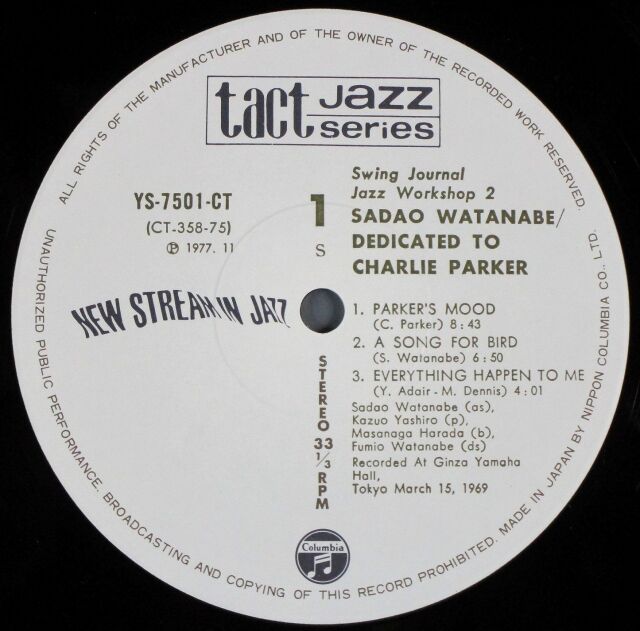 ALL RIGHTS OF THE MANUFACTURER AND OF THE OWNER OF THE RECORDED WORK RESERVED.
UNAUTHORIZED PUBLIC PERFORMANCE. BROADCASTING AND COPYING OF THIS RECORD PROHIBITED. MADE IN JAPAN BY NIPPON COLUMBIA CO., LTD.
tact JAZZ
series
YS-7501-CT
(CT-358-75)
Ⓟ 1977. 11
1
S
Swing Journal
Jazz Workshop 2
SADAO WATANABE/
DEDICATED TO
CHARLIE PARKER
NEW STREAM IN JAZZ
STEREO 33 1/3 RPM
1. PARKER'S MOOD
(C. Parker) 8:43
2. A SONG FOR BIRD
(S. Watanabe) 6:50
3. EVERYTHING HAPPEN TO ME
(Y. Adair - M. Dennis) 4:01
Sadao Watanabe (as),
Kazuo Yashiro (p),
Masanaga Harada (b),
Fumio Watanabe (ds)
Recorded At Ginza Yamaha
Hall,
Tokyo March 15, 1969
Columbia